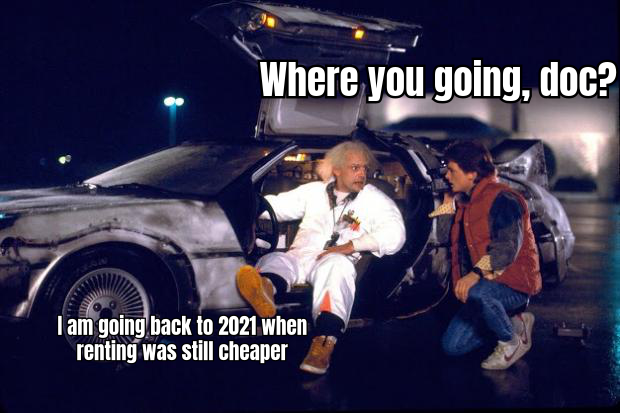 Where you going, doc?
I am going back to 2021 when
renting was still cheaper